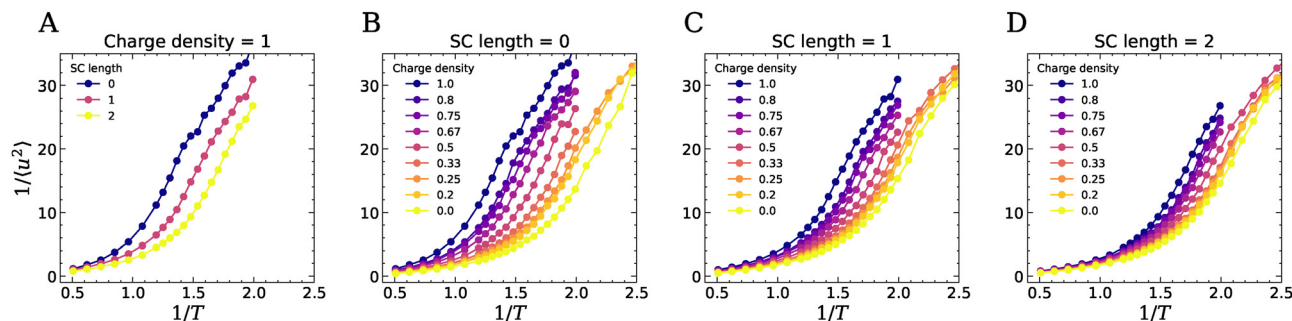 A
Charge density = 1
SC length
0
1
2
1/⟨u²⟩
30
20
10
0
0.5 1.0 1.5 2.0 2.5
1/T
B
SC length = 0
Charge density
1.0
0.8
0.75
0.67
0.5
0.33
0.25
0.2
0.0
30
20
10
0
0.5 1.0 1.5 2.0 2.5
1/T
C
SC length = 1
Charge density
1.0
0.8
0.75
0.67
0.5
0.33
0.25
0.2
0.0
30
20
10
0
0.5 1.0 1.5 2.0 2.5
1/T
D
SC length = 2
Charge density
1.0
0.8
0.75
0.67
0.5
0.33
0.25
0.2
0.0
30
20
10
0
0.5 1.0 1.5 2.0 2.5
1/T